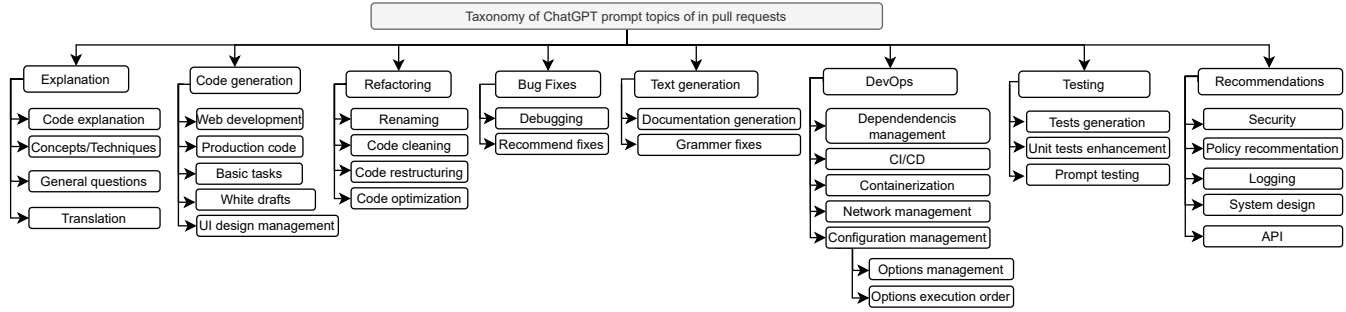 Taxonomy of ChatGPT prompt topics of in pull requests
Explanation
Code explanation
Concepts/Techniques
General questions
Translation
Code generation
Web development
Production code
Basic tasks
White drafts
UI design management
Refactoring
Renaming
Code cleaning
Code restructuring
Code optimization
Bug Fixes
Debugging
Recommend fixes
Text generation
Documentation generation
Grammer fixes
DevOps
Dependendencis
management
CI/CD
Containerization
Network management
Configuration management
Options management
Options execution order
Testing
Tests generation
Unit tests enhancement
Prompt testing
Recommendations
Security
Policy recommentation
Logging
System design
API